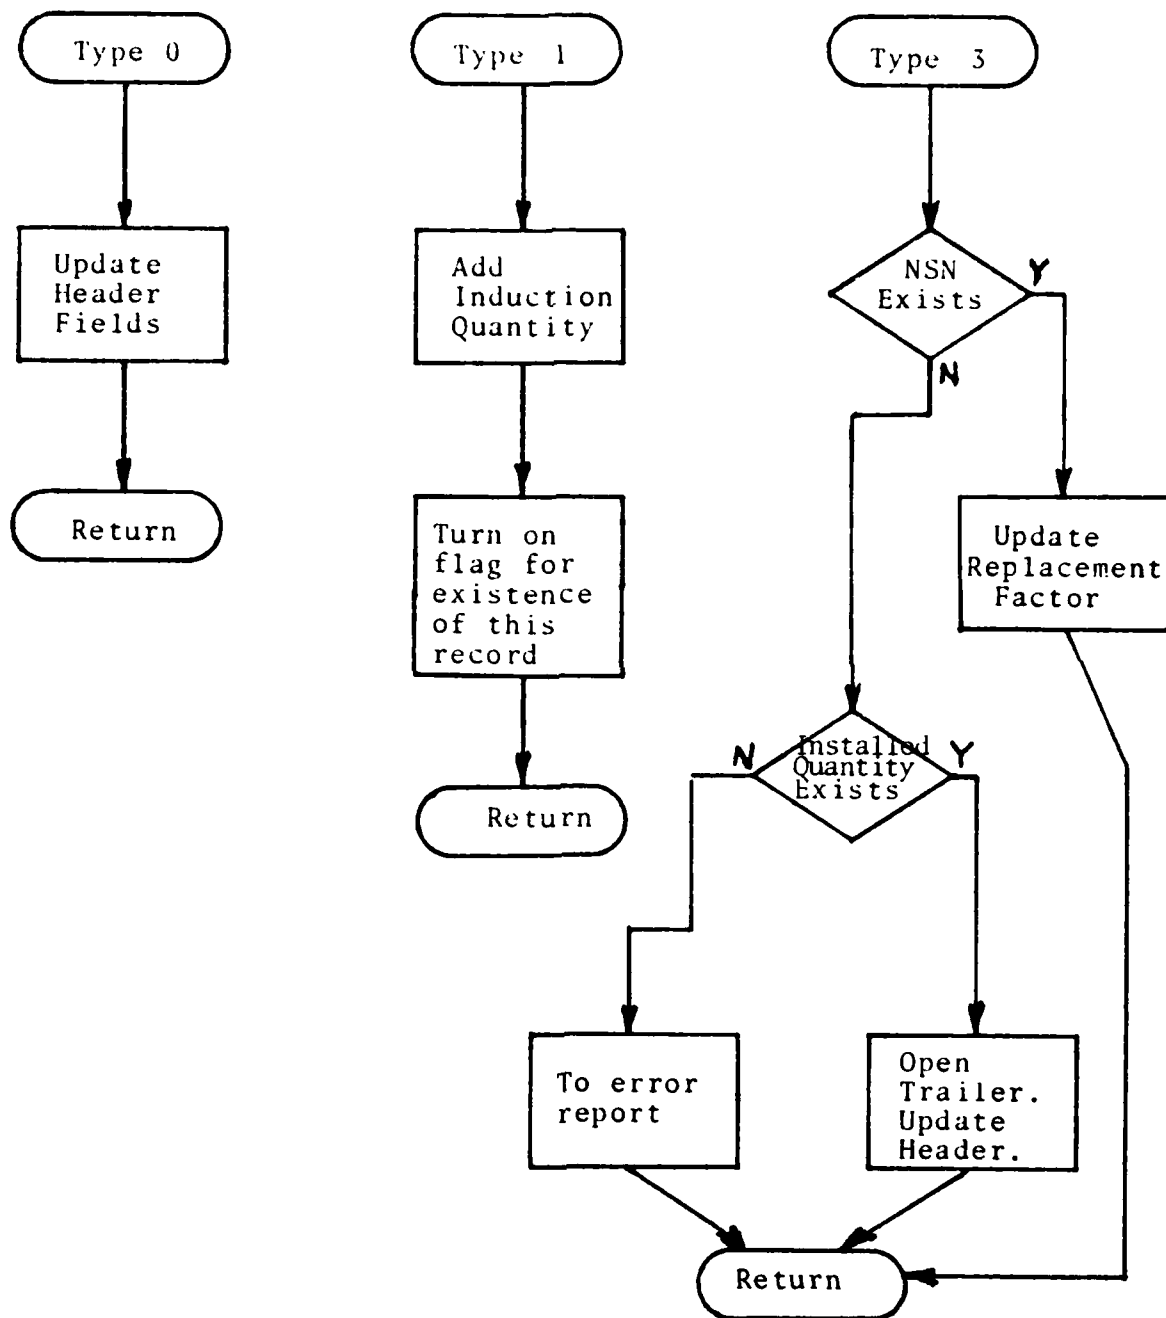 Type 0
Update
Header
Fields
Return
Type 1
Add
Induction
Quantity
Turn on
flag for
existence
of this
record
Return
Type 3
NSN
Exists
Y
N
Update
Replacement
Factor
Installed
Quantity
Exists
N
Y
To error
report
Open
Trailer.
Update
Header.
Return